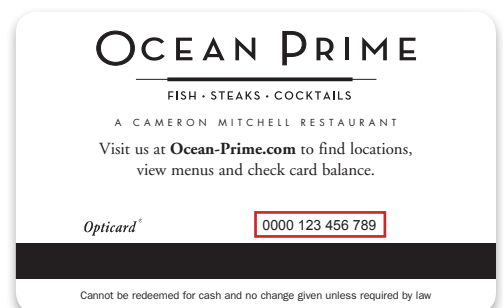 OCEAN PRIME
FISH · STEAKS · COCKTAILS
A CAMERON MITCHELL RESTAURANT
Visit us at Ocean-Prime.com to find locations,
view menus and check card balance.
Opticard® 0000 123 456 789
Cannot be redeemed for cash and no change given unless required by law